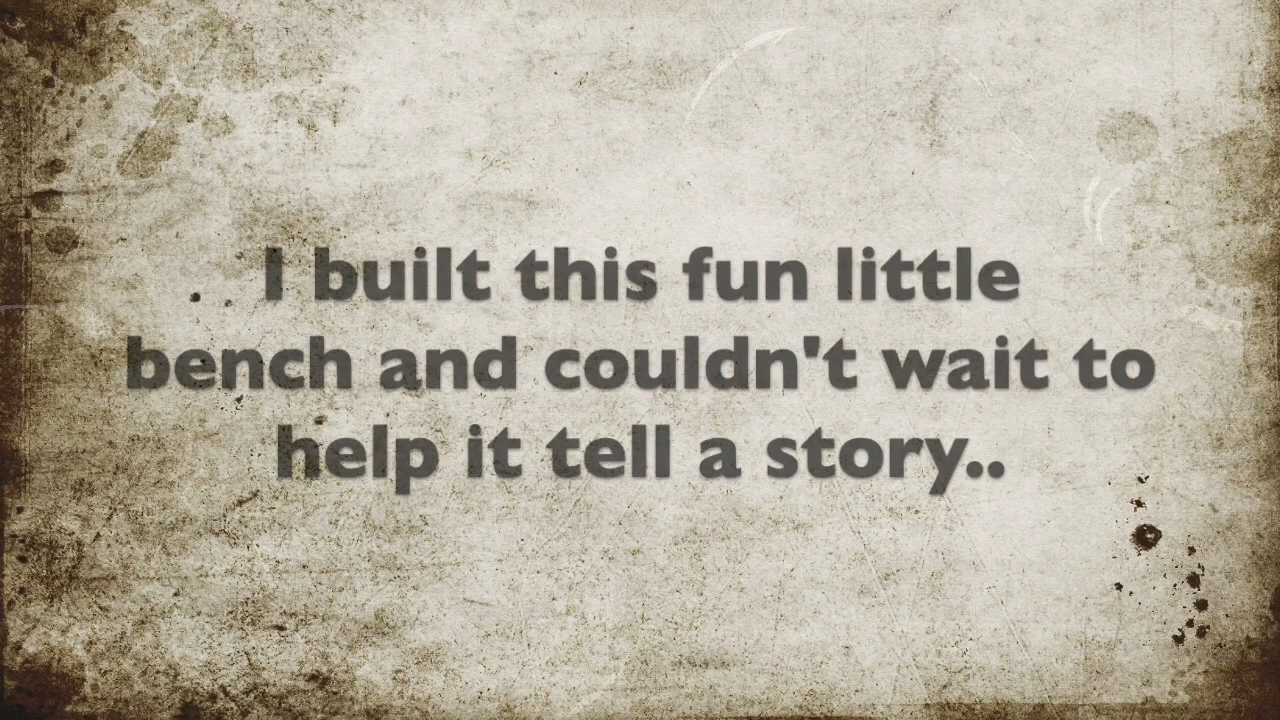 I built this fun little
bench and couldn't wait to
help it tell a story..